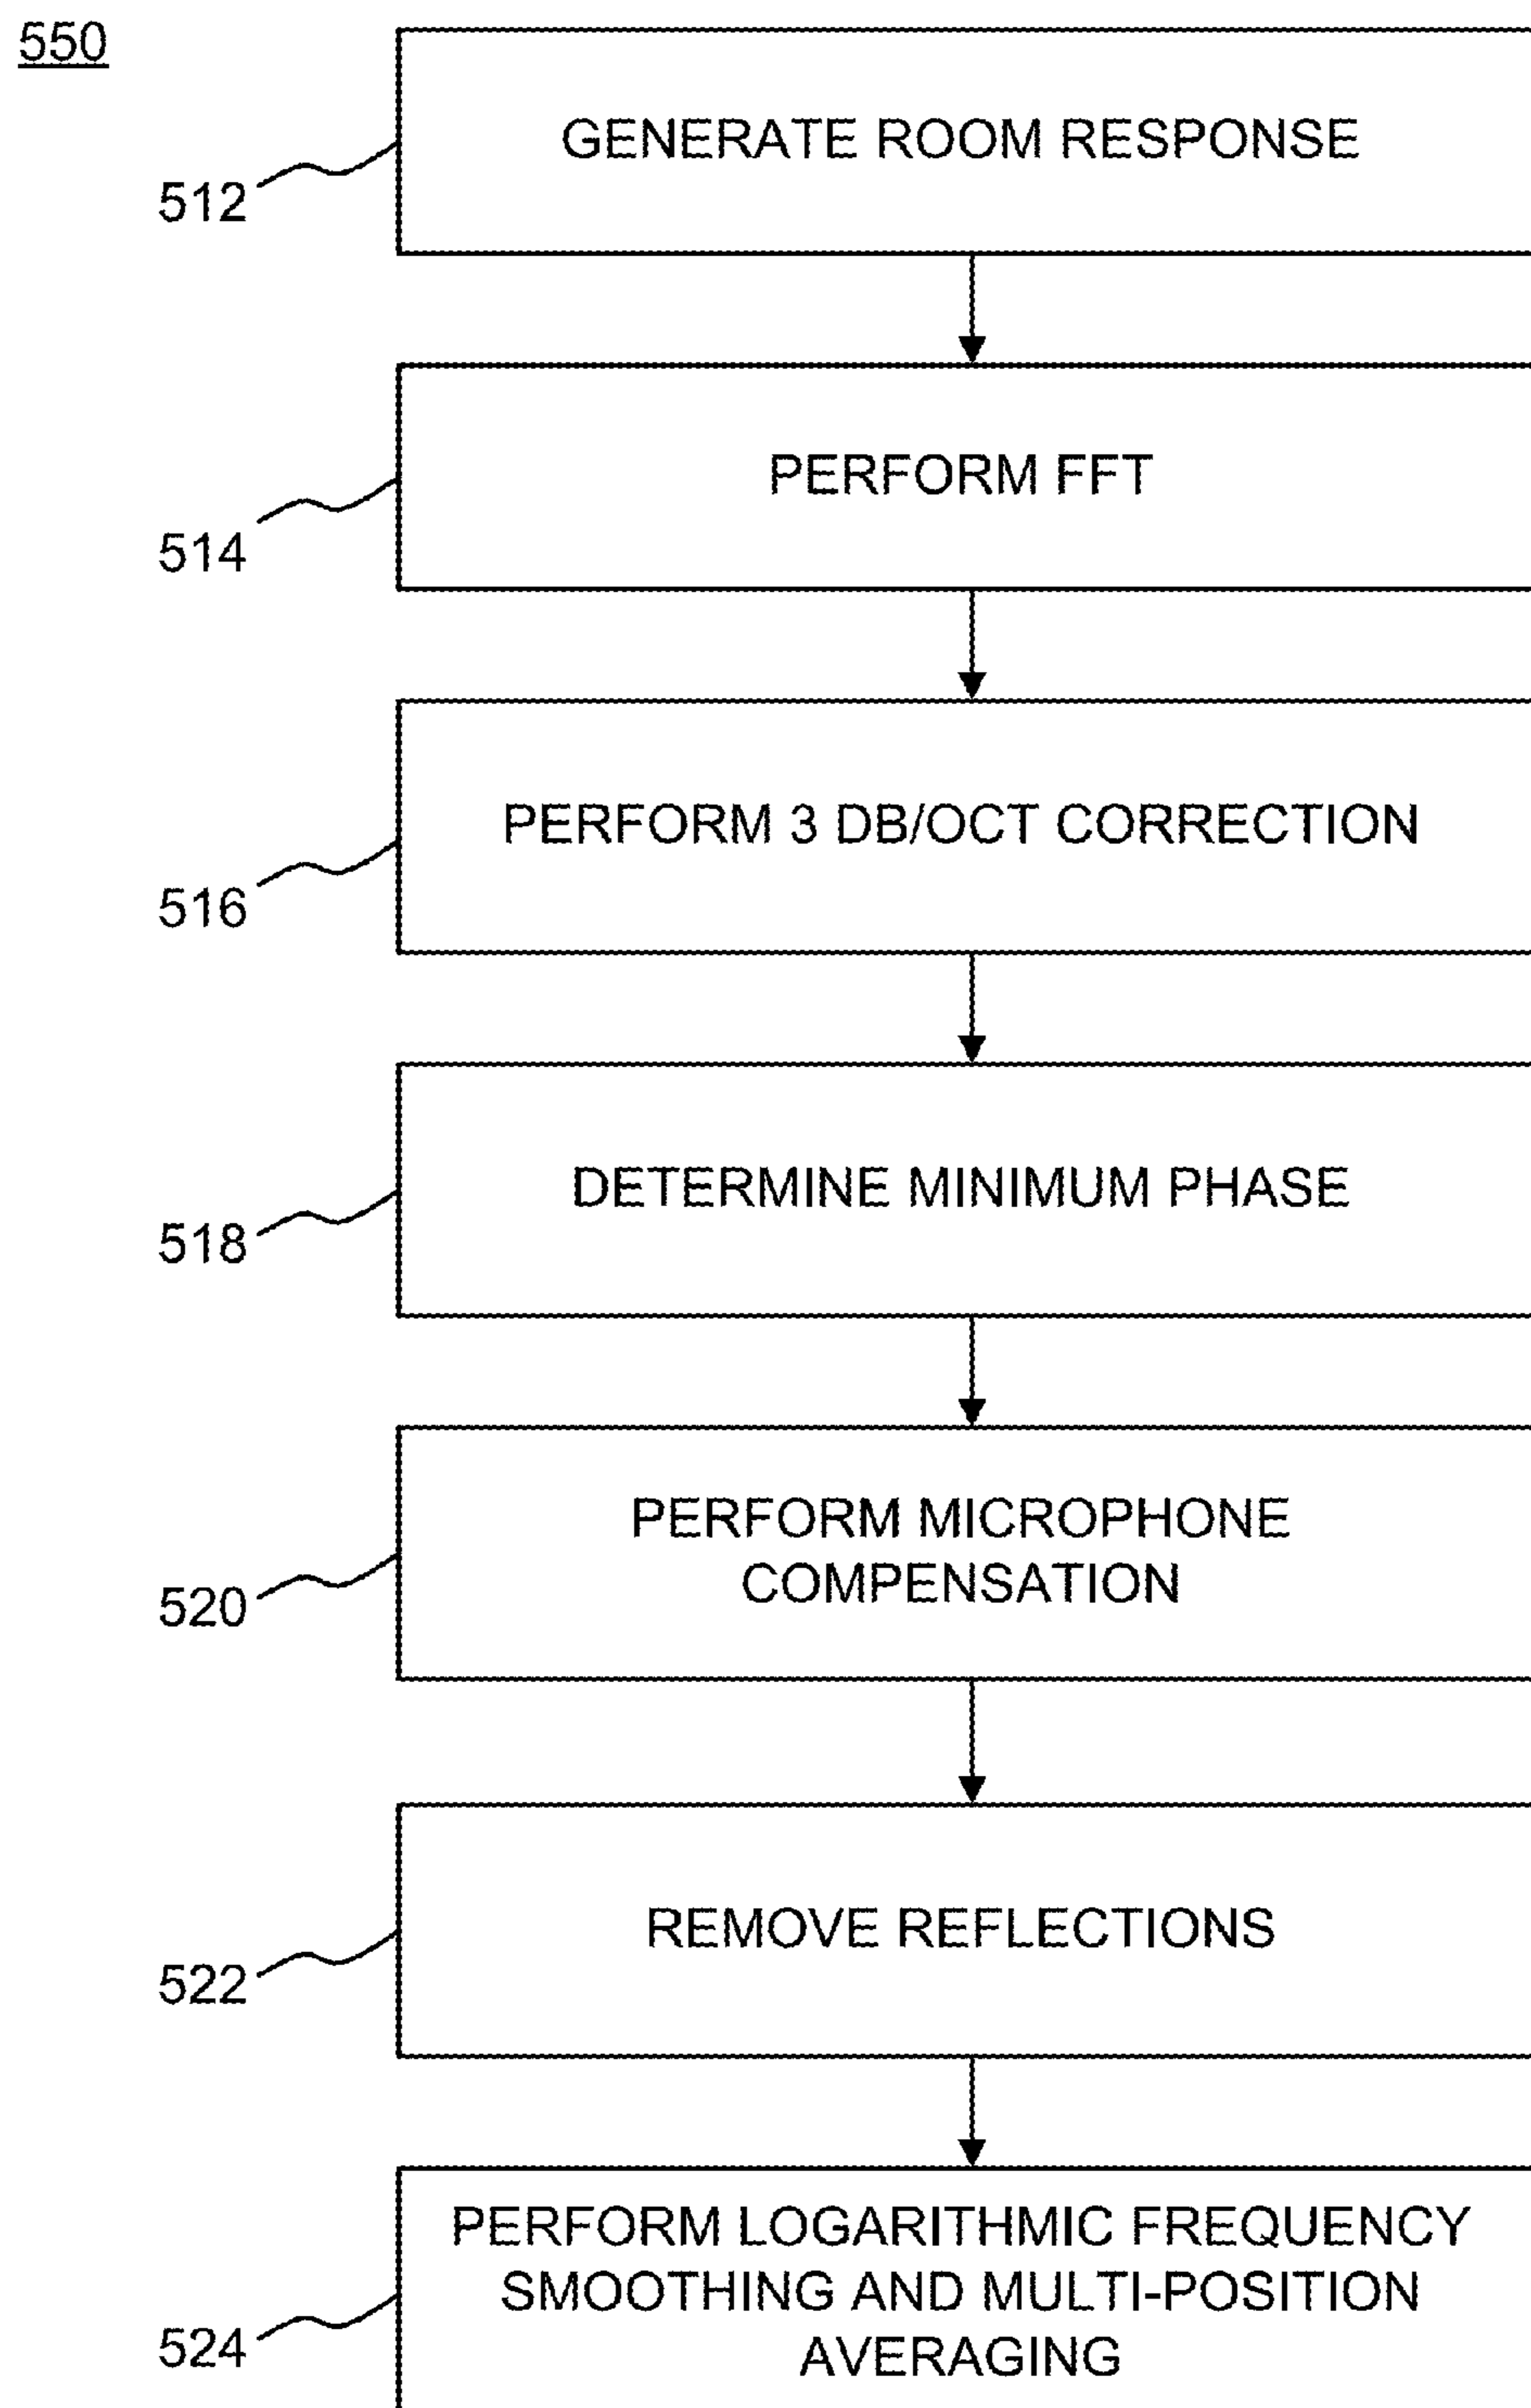 550
GENERATE ROOM RESPONSE
512
PERFORM FFT
514
PERFORM 3 DB/OCT CORRECTION
516
DETERMINE MINIMUM PHASE
518
PERFORM MICROPHONE
COMPENSATION
520
REMOVE REFLECTIONS
522
PERFORM LOGARITHMIC FREQUENCY
SMOOTHING AND MULTI-POSITION
AVERAGING
524